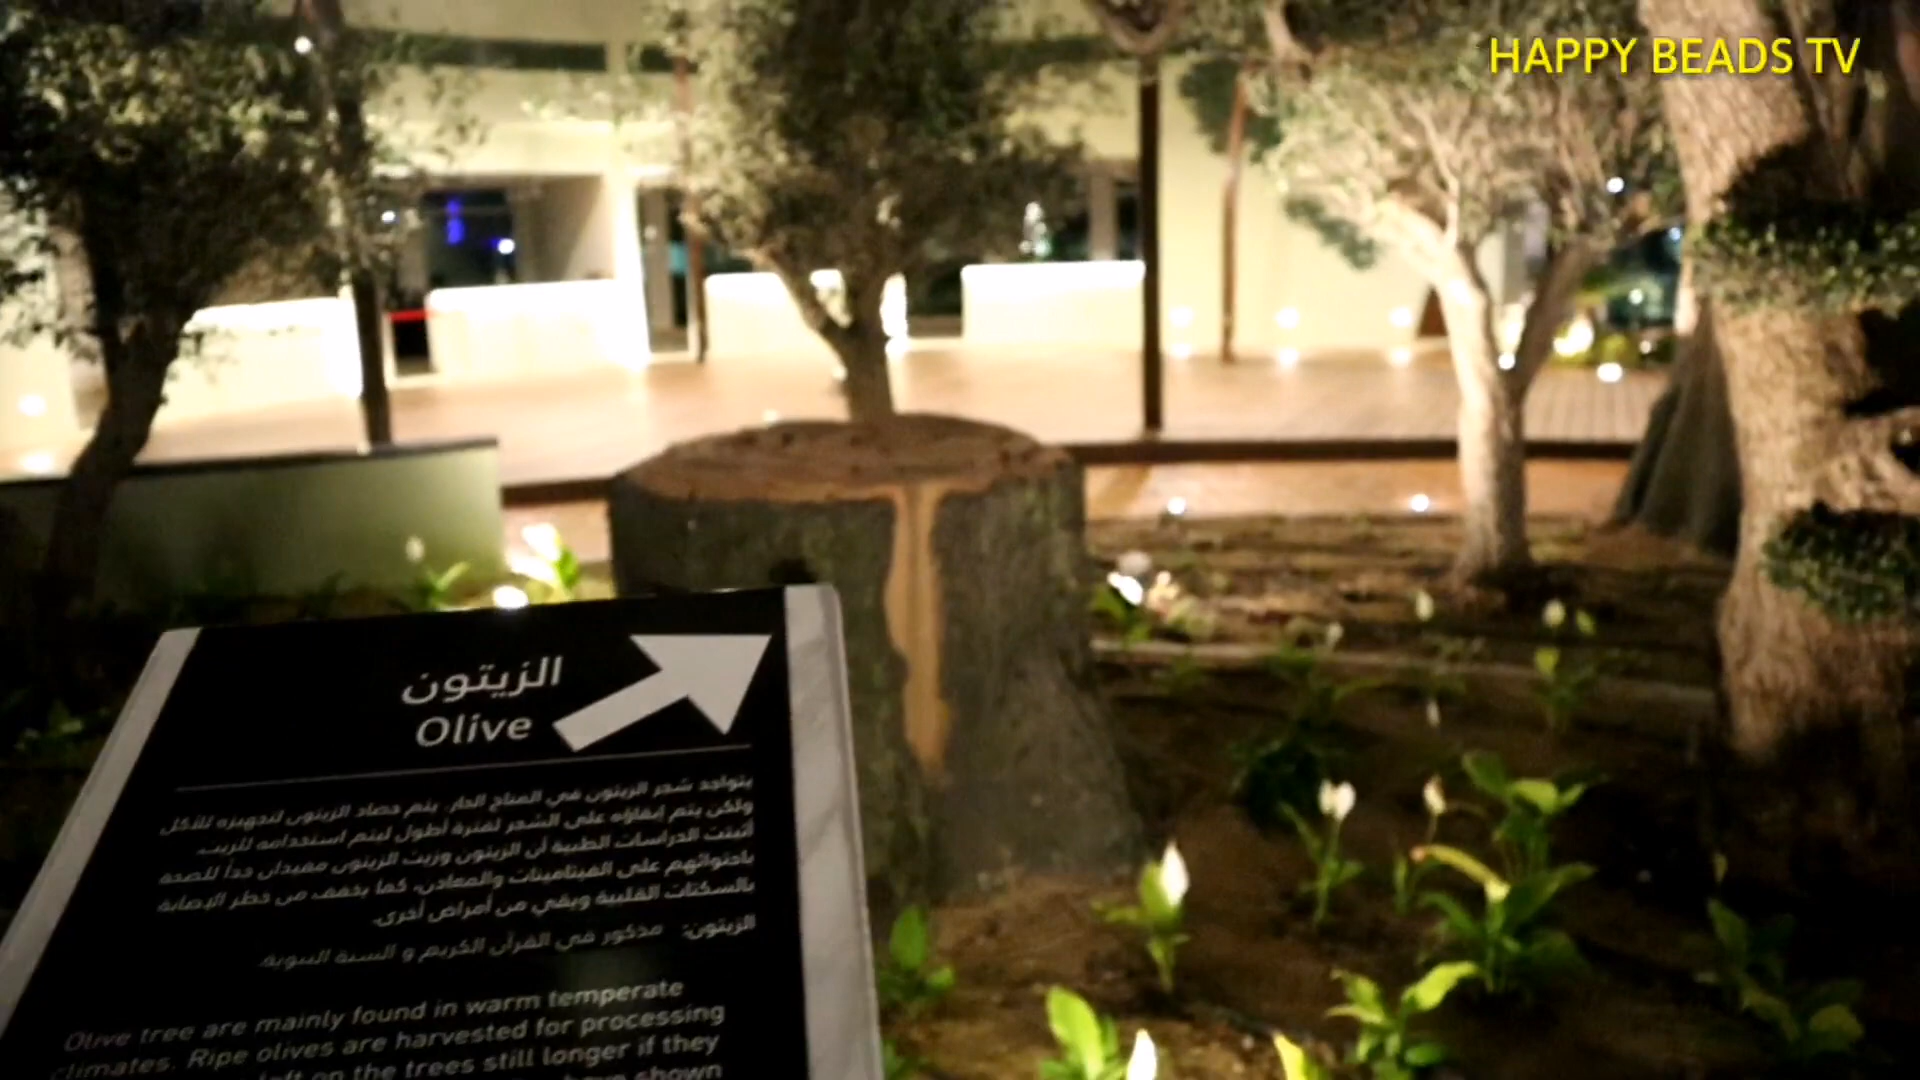 HAPPY BEADS TV
الزيتون
Olive
يتواجد شجر الزيتون في المناخ الحار. يتم حصاد الزيتون لتجهيزه للأكل
ولكن يتم إبقاؤه على الشجر لفترة أطول ليتم استخدامه للزيت.
أثبتت الدراسات الطبية أن الزيتون وزيت الزيتون مفيدان جداً للصحة
باحتوائهم على الفيتامينات والمعادن، كما يخفف من خطر الإصابة
بالسكتات القلبية ويقي من أمراض أخرى.
الزيتون: مذكور في القرآن الكريم و السنة النبوية.
Olive tree are mainly found in warm temperate
climates. Ripe olives are harvested for processing
left on the trees still longer if they
have shown